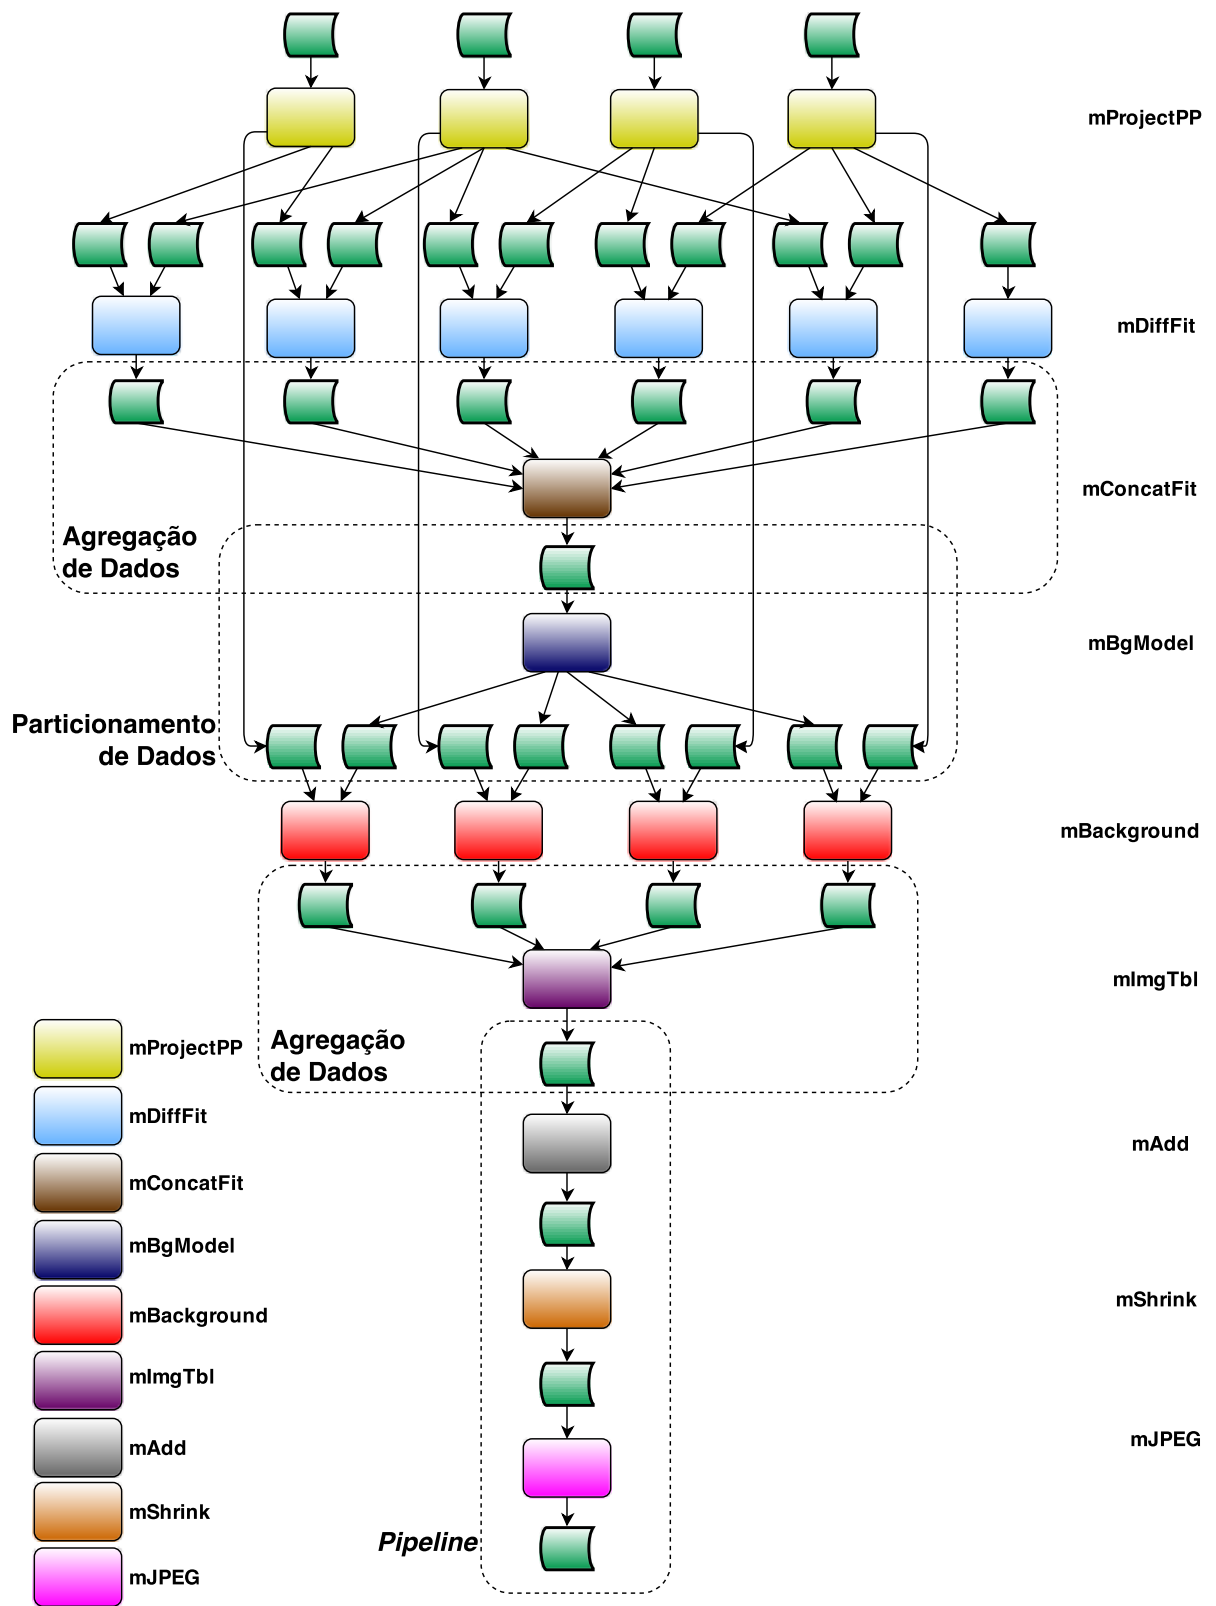 mProjectPP
mDiffFit
mConcatFit
Agregação
de Dados
mBgModel
Particionamento
de Dados
mBackground
mImgTbl
Agregação
de Dados
mAdd
mShrink
mJPEG
Pipeline
mProjectPP
mDiffFit
mConcatFit
mBgModel
mBackground
mImgTbl
mAdd
mShrink
mJPEG